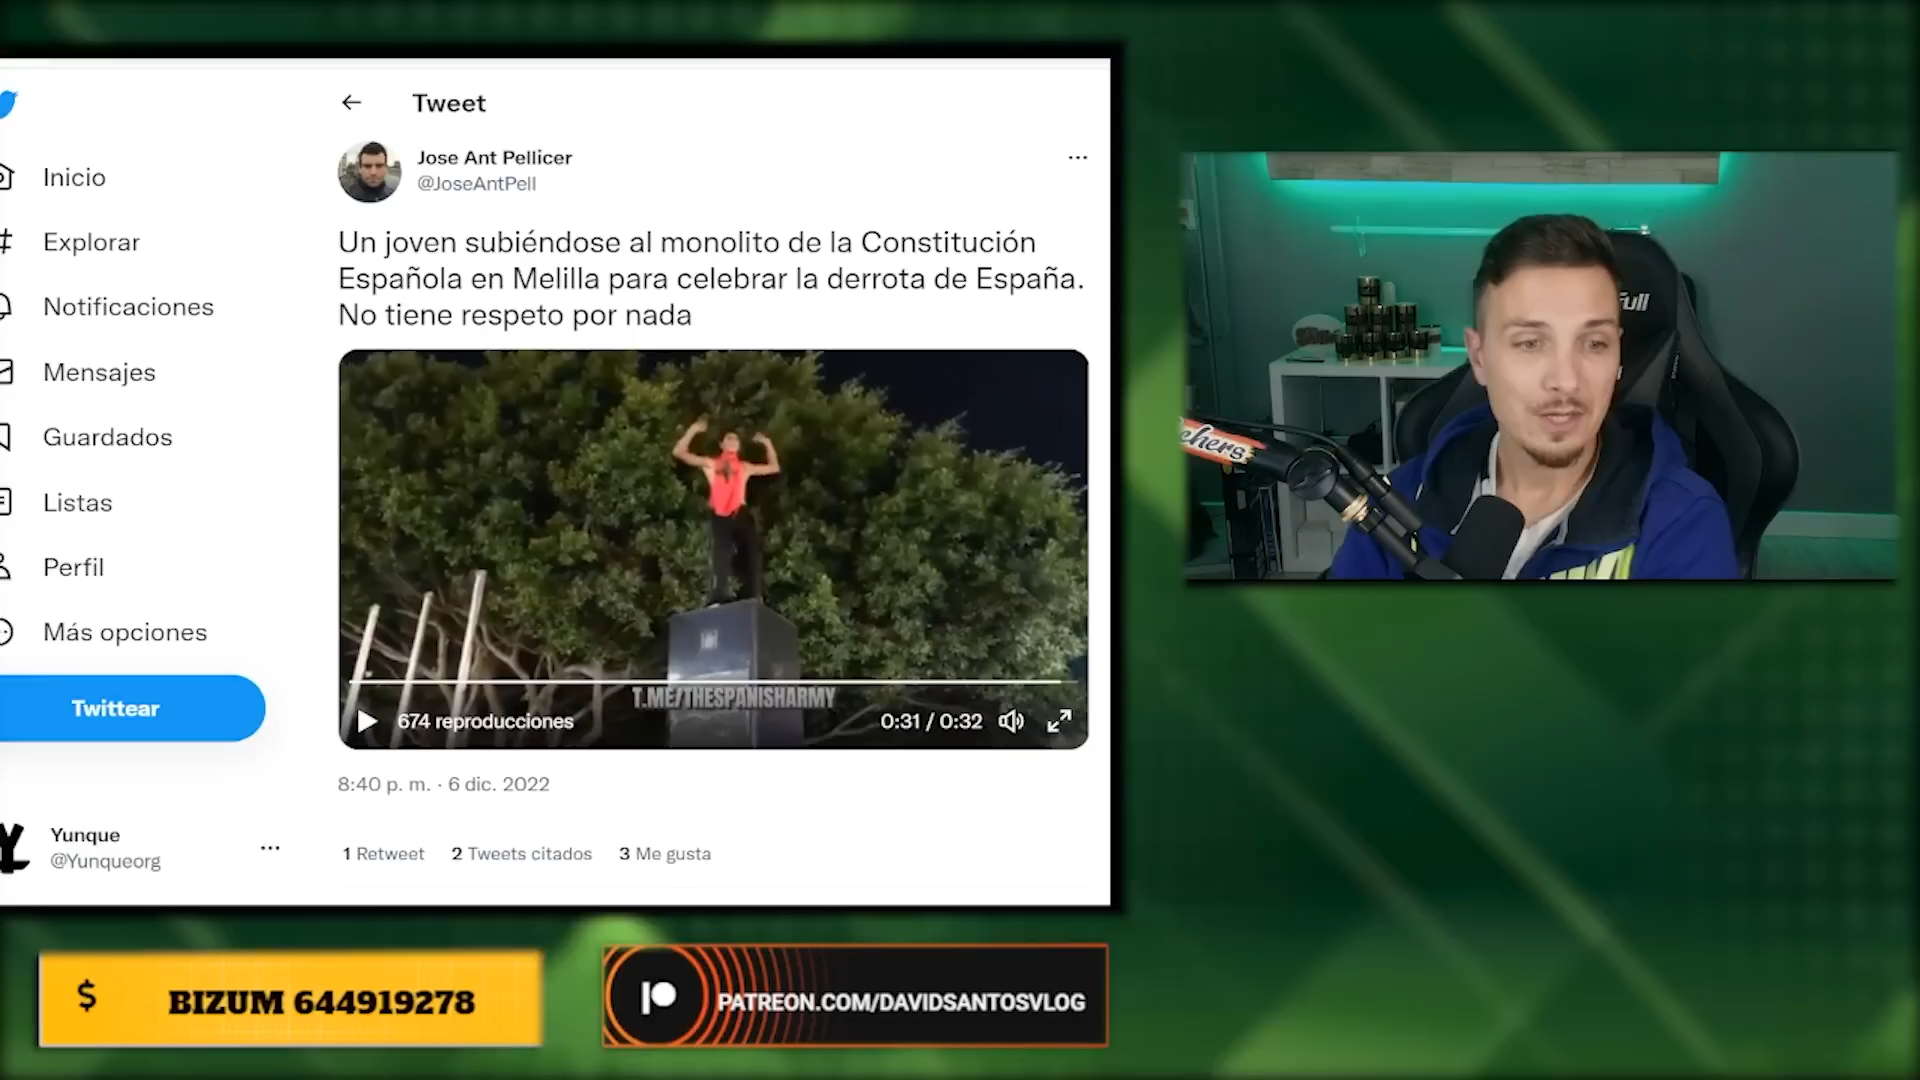 Tweet
Jose Ant Pellicer
@JoseAntPell
Un joven subiéndose al monolito de la Constitución
Española en Melilla para celebrar la derrota de España.
No tiene respeto por nada
Inicio
Explorar
Notificaciones
Mensajes
Guardados
Listas
Perfil
Más opciones
Twittear
Yunque
@Yunqueorg
T.ME/THESPANISHARMY
674 reproducciones
0:31 / 0:32
8:40 p. m. · 6 dic. 2022
1 Retweet 2 Tweets citados 3 Me gusta
$ BIZUM 644919278
PATREON.COM/DAVIDSANTOSVLOG